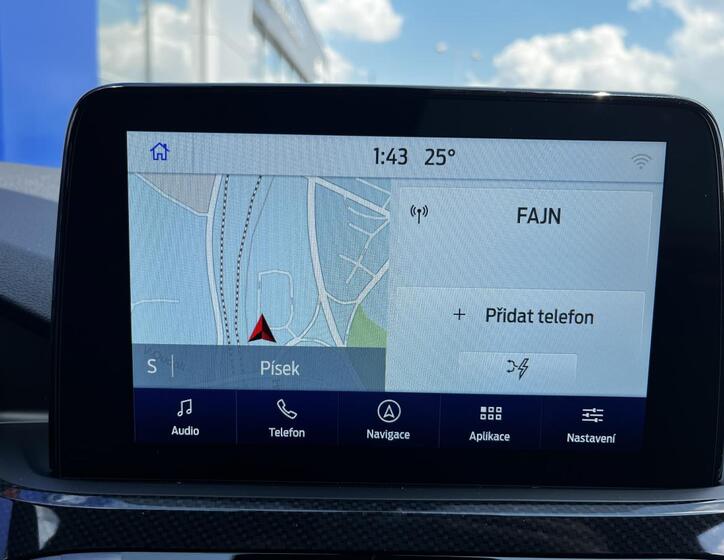 1:43 25°
FAJN
+ Přidat telefon
S | Písek
Audio
Telefon
Navigace
Aplikace
Nastavení